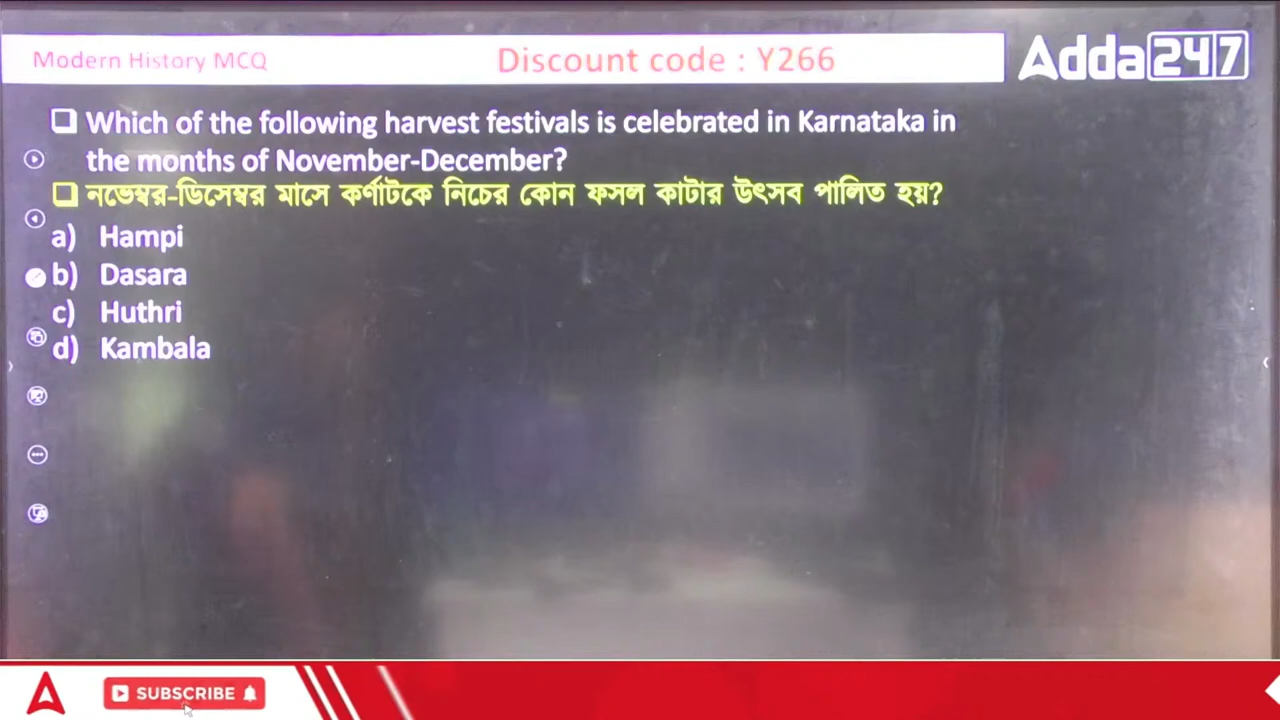 Modern History MCQ
Discount code : Y266
Adda247
Which of the following harvest festivals is celebrated in Karnataka in
the months of November-December?
নভেম্বর-ডিসেম্বর মাসে কর্ণাটকে নিচের কোন ফসল কাটার উৎসব পালিত হয়?
a) Hampi
b) Dasara
c) Huthri
d) Kambala
SUBSCRIBE